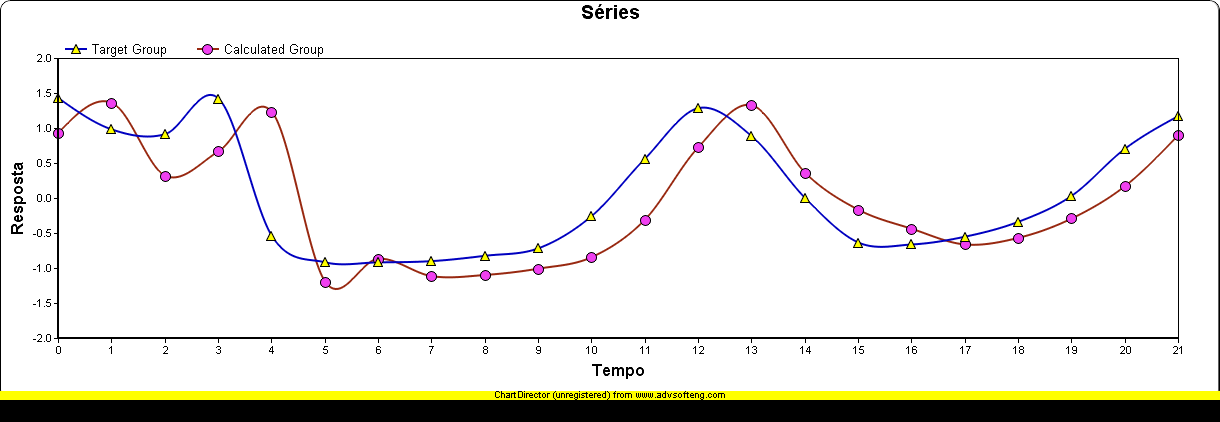 Séries
Target Group Calculated Group
2.0
1.5
1.0
0.5
0.0
-0.5
-1.0
-1.5
-2.0
Resposta
0 1 2 3 4 5 6 7 8 9 10 11 12 13 14 15 16 17 18 19 20 21
Tempo
ChartDirector (unregistered) from www.advsofteng.com